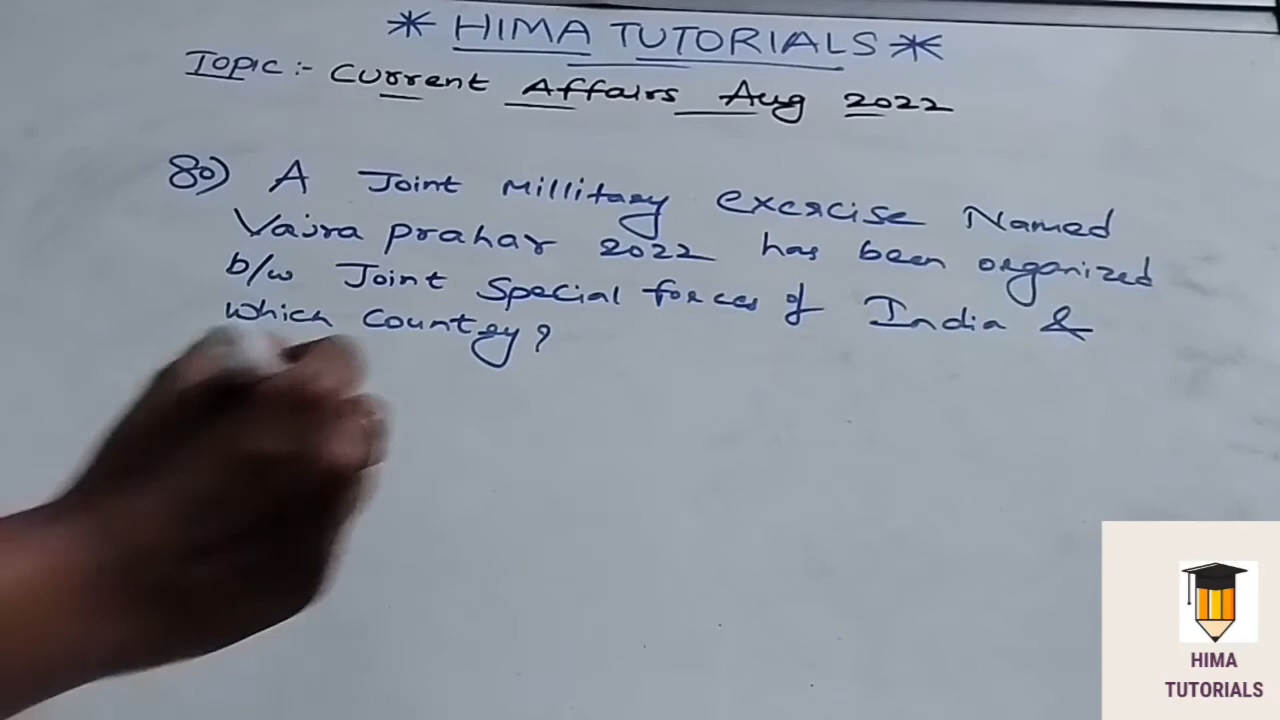 * HIMA TUTORIALS *
Topic :- Current Affairs Aug 2022
80) A Joint Millitary exercise Named
Vajra prahar 2022 has been organized
b/w Joint Special forces of India &
Which Country?
HIMA
TUTORIALS